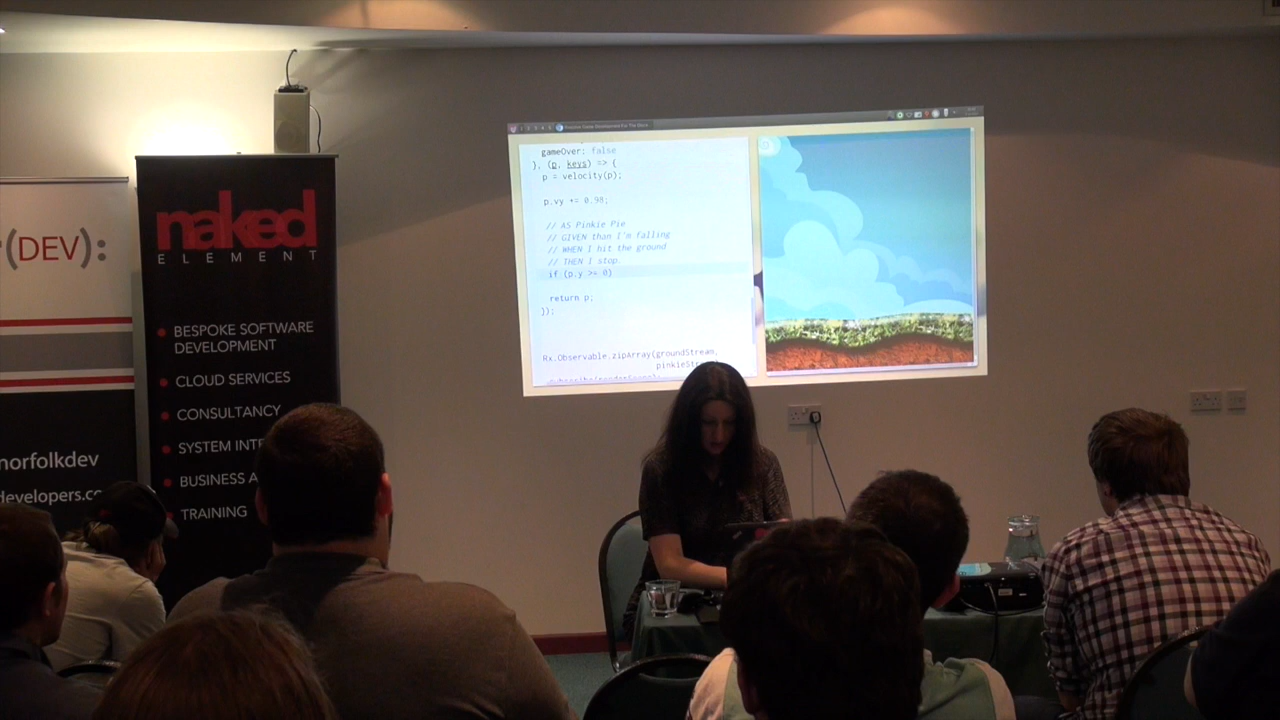 (DEV):
norfolkdev
developers.co
naked
ELEMENT
BESPOKE SOFTWARE
DEVELOPMENT
CLOUD SERVICES
CONSULTANCY
SYSTEM INTE
BUSINESS A
TRAINING
gameOver: false
}, (p, keys) => {
p = velocity(p);
p.vy *= 0.98;
// AS Pinkie Pie
// GIVEN than I'm falling
// WHEN I hit the ground
// THEN I stop.
if (p.y >= 0)
return p;
});
Rx.Observable.zipArray(groundStream,
pinkieStre